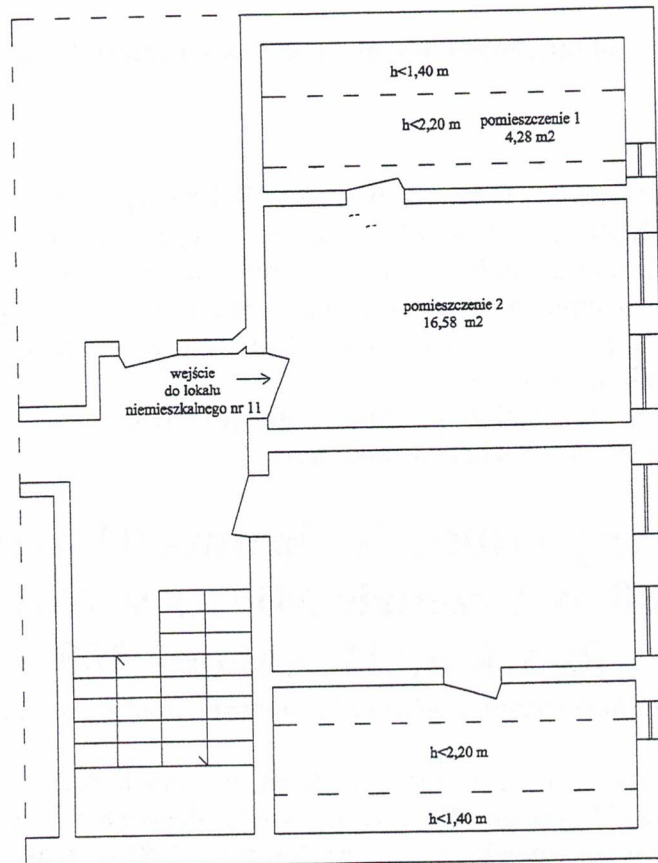 h<1,40 m
h<2,20 m pomieszczenie 1
4,28 m2
pomieszczenie 2
16,58 m2
wejście
do lokalu
niemieszkalnego nr 11
h<2,20 m
h<1,40 m